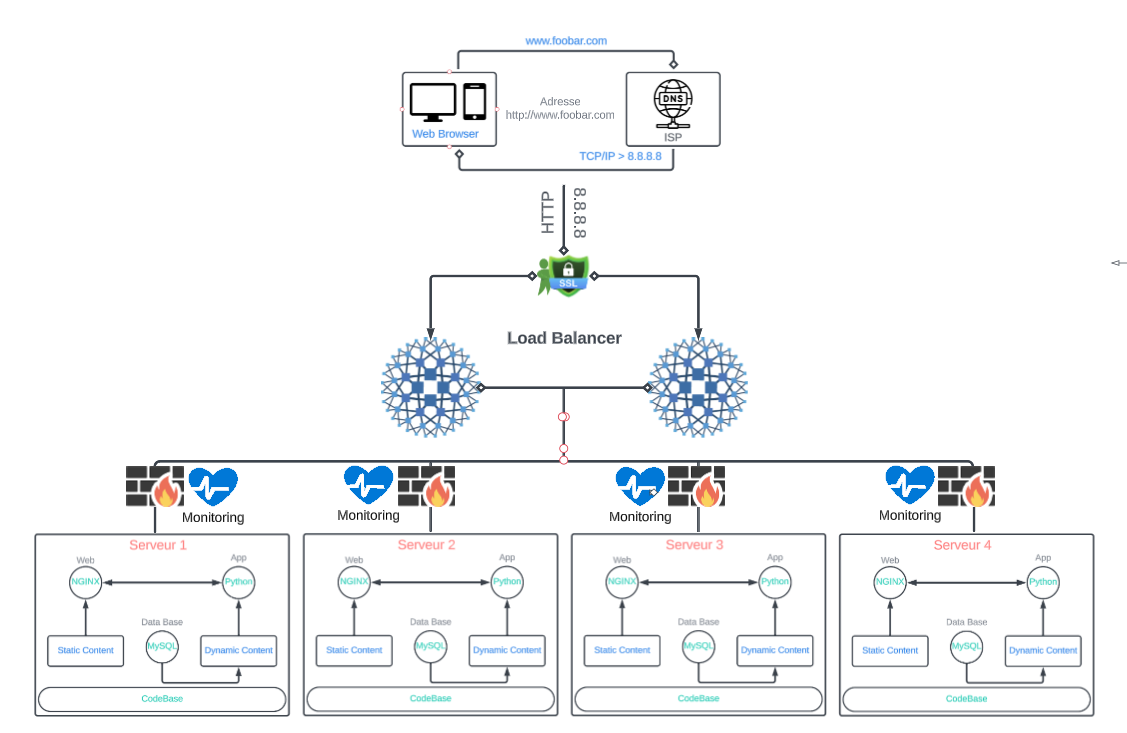 www.foobar.com
Adresse
http://www.foobar.com
DNS
Web Browser
ISP
TCP/IP > 8.8.8.8
HTTP
8.8.8.8
SSL
Load Balancer
Monitoring
Monitoring
Monitoring
Monitoring
Serveur 1
Web
App
NGINX
Python
Data Base
MySQL
Static Content
Dynamic Content
CodeBase
Serveur 2
Web
App
NGINX
Python
Data Base
MySQL
Static Content
Dynamic Content
CodeBase
Serveur 3
Web
App
NGINX
Python
Data Base
MySQL
Static Content
Dynamic Content
CodeBase
Serveur 4
Web
App
NGINX
Python
Data Base
MySQL
Static Content
Dynamic Content
CodeBase